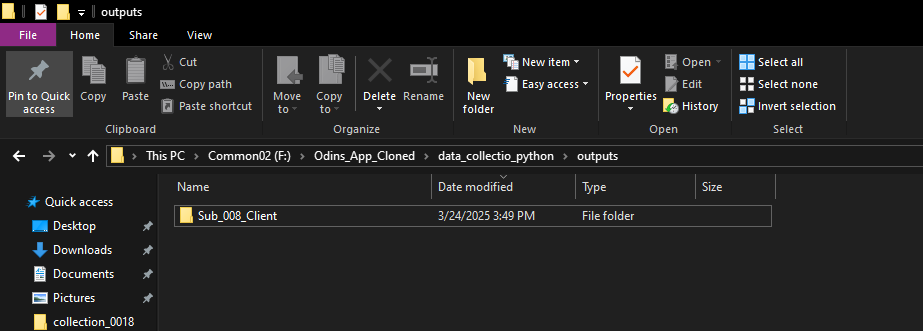 outputs
File
Home
Share
View
Pin to Quick access
Copy
Paste
Cut
Copy path
Paste shortcut
Move to
Copy to
Delete
Rename
New folder
New item
Easy access
Properties
Open
Edit
History
Select all
Select none
Invert selection
Clipboard
Organize
New
Open
Select
This PC > Common02 (F:) > Odins_App_Cloned > data_collectio_python > outputs
Name Date modified Type Size
Quick access
Sub_008_Client 3/24/2025 3:49 PM File folder
Desktop
Downloads
Documents
Pictures
collection_0018